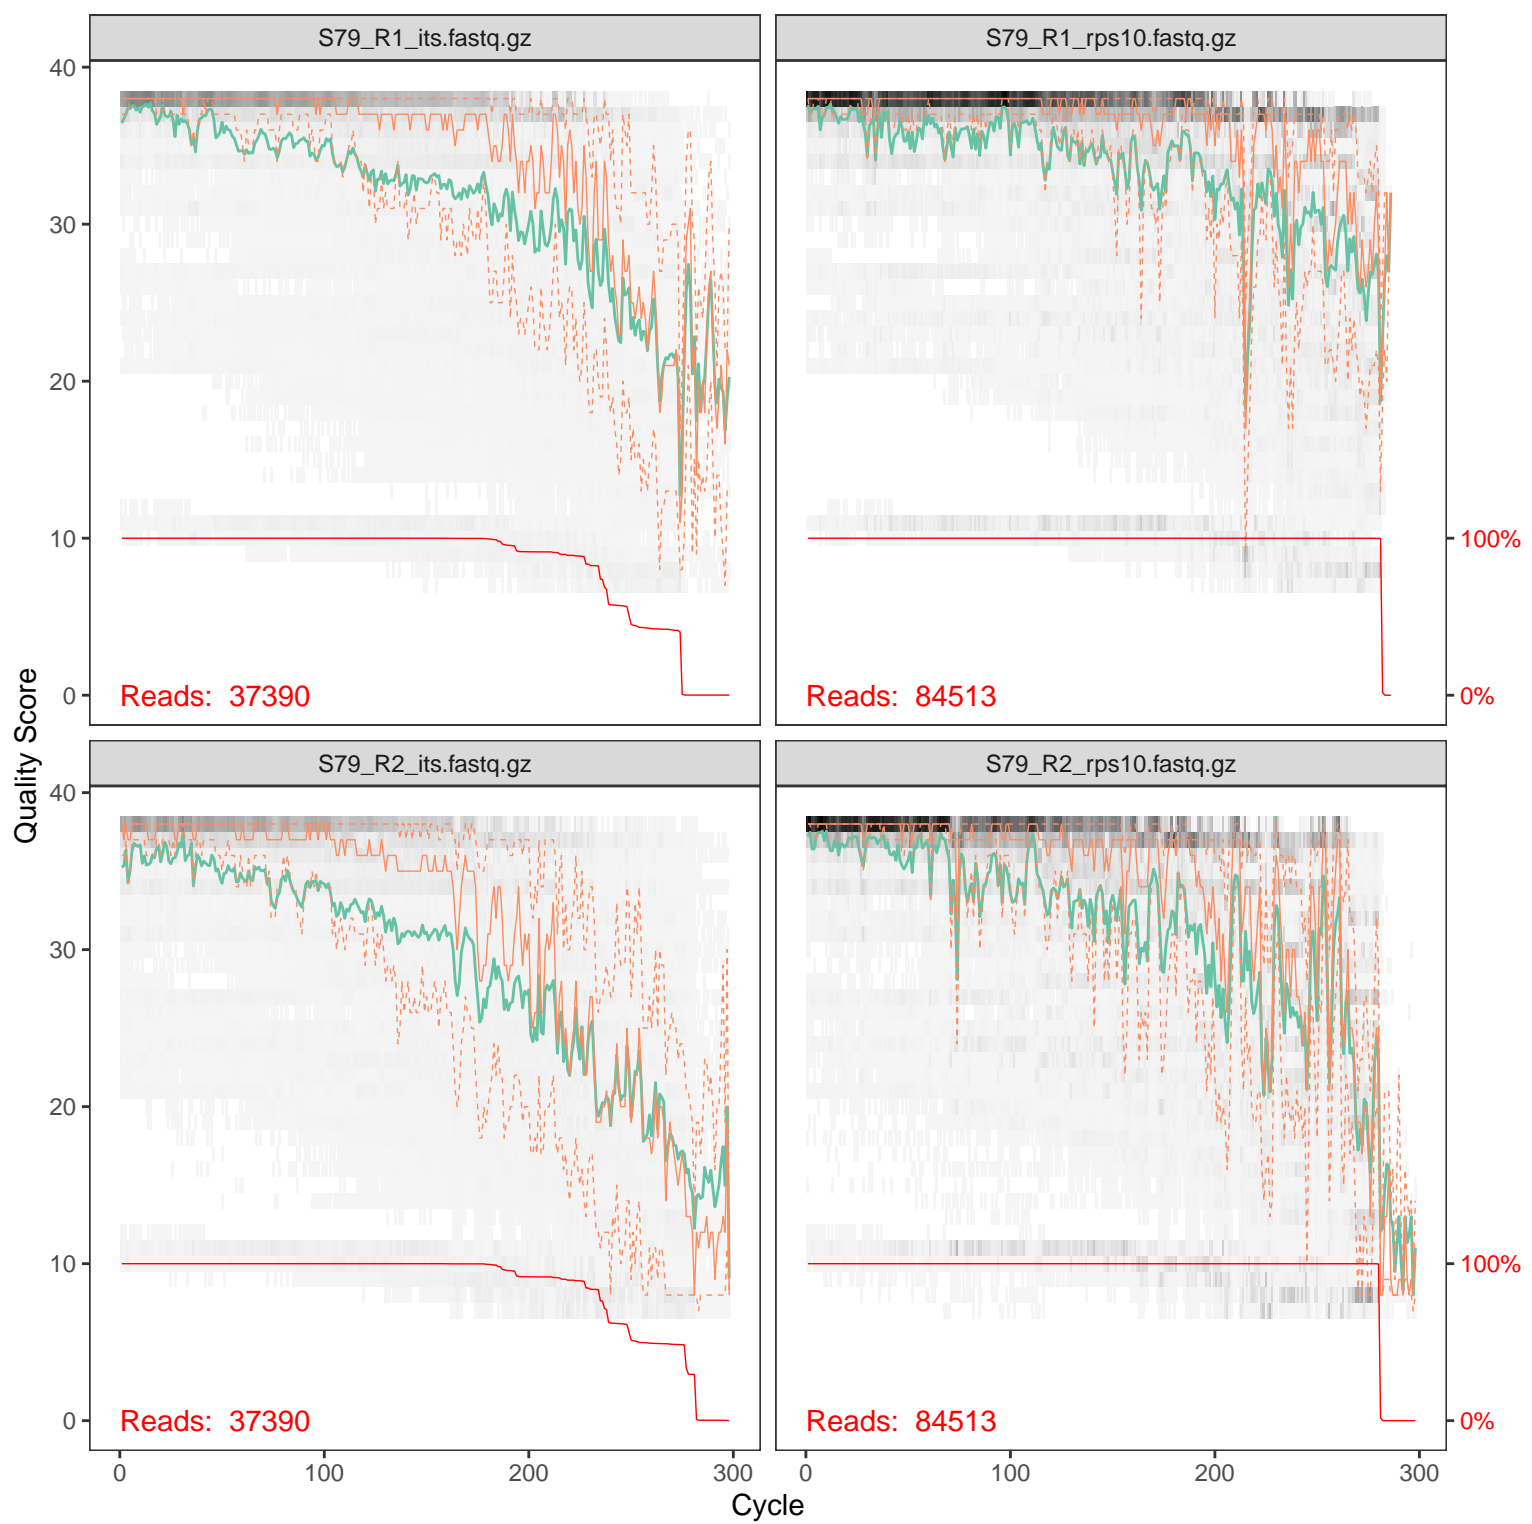 S79_R1_its.fastq.gz
S79_R1_rps10.fastq.gz
40
30
20
10
0
100%
0%
Reads: 37390
Reads: 84513
Quality Score
S79_R2_its.fastq.gz
S79_R2_rps10.fastq.gz
40
30
20
10
0
100%
0%
Reads: 37390
Reads: 84513
0 100 200 300
0 100 200 300
Cycle